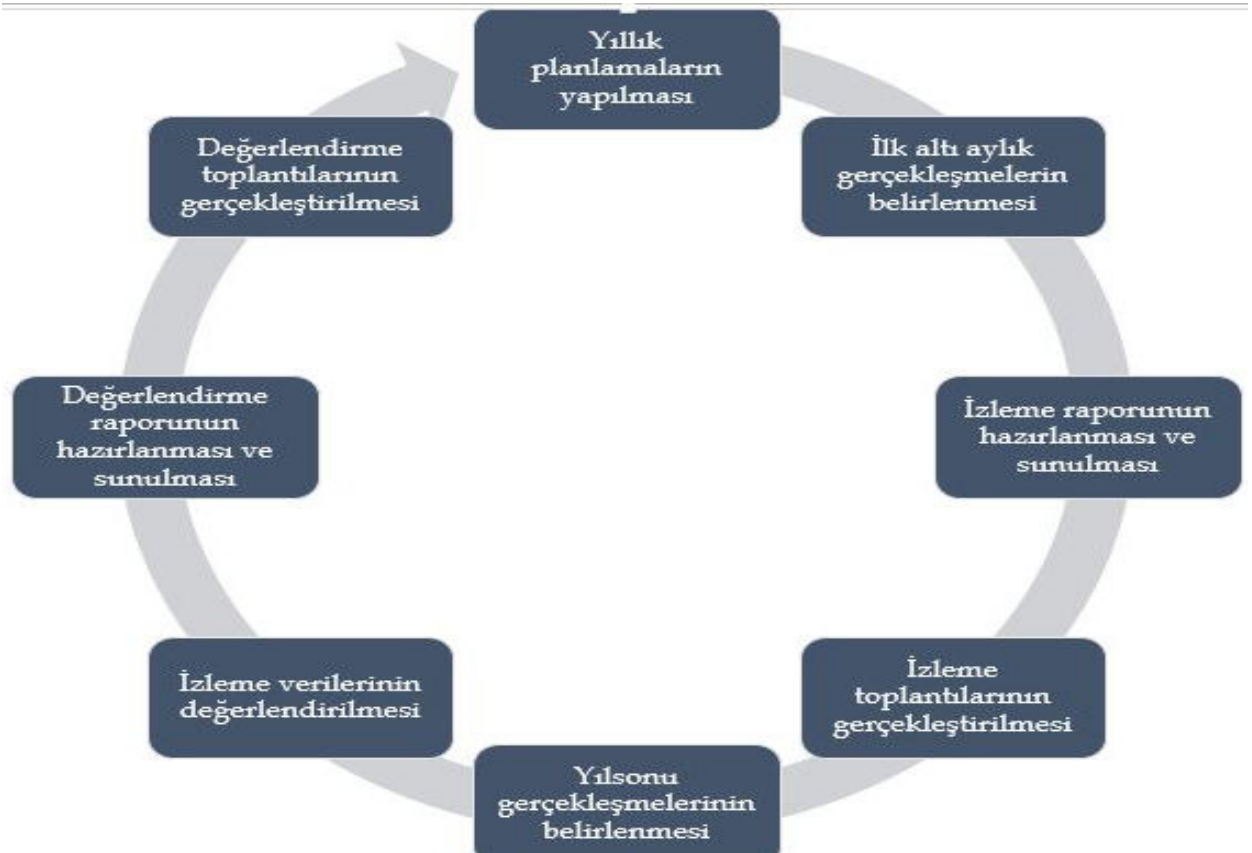 Yıllık
planlamaların
yapılması
İlk altı aylık
gerçekleşmelerin
belirlenmesi
İzleme raporunun
hazırlanması ve
sunulması
İzleme
toplantılarının
gerçekleştirilmesi
Yılsonu
gerçekleşmelerinin
belirlenmesi
İzleme verilerinin
değerlendirilmesi
Değerlendirme
raporunun
hazırlanması ve
sunulması
Değerlendirme
toplantılarının
gerçekleştirilmesi